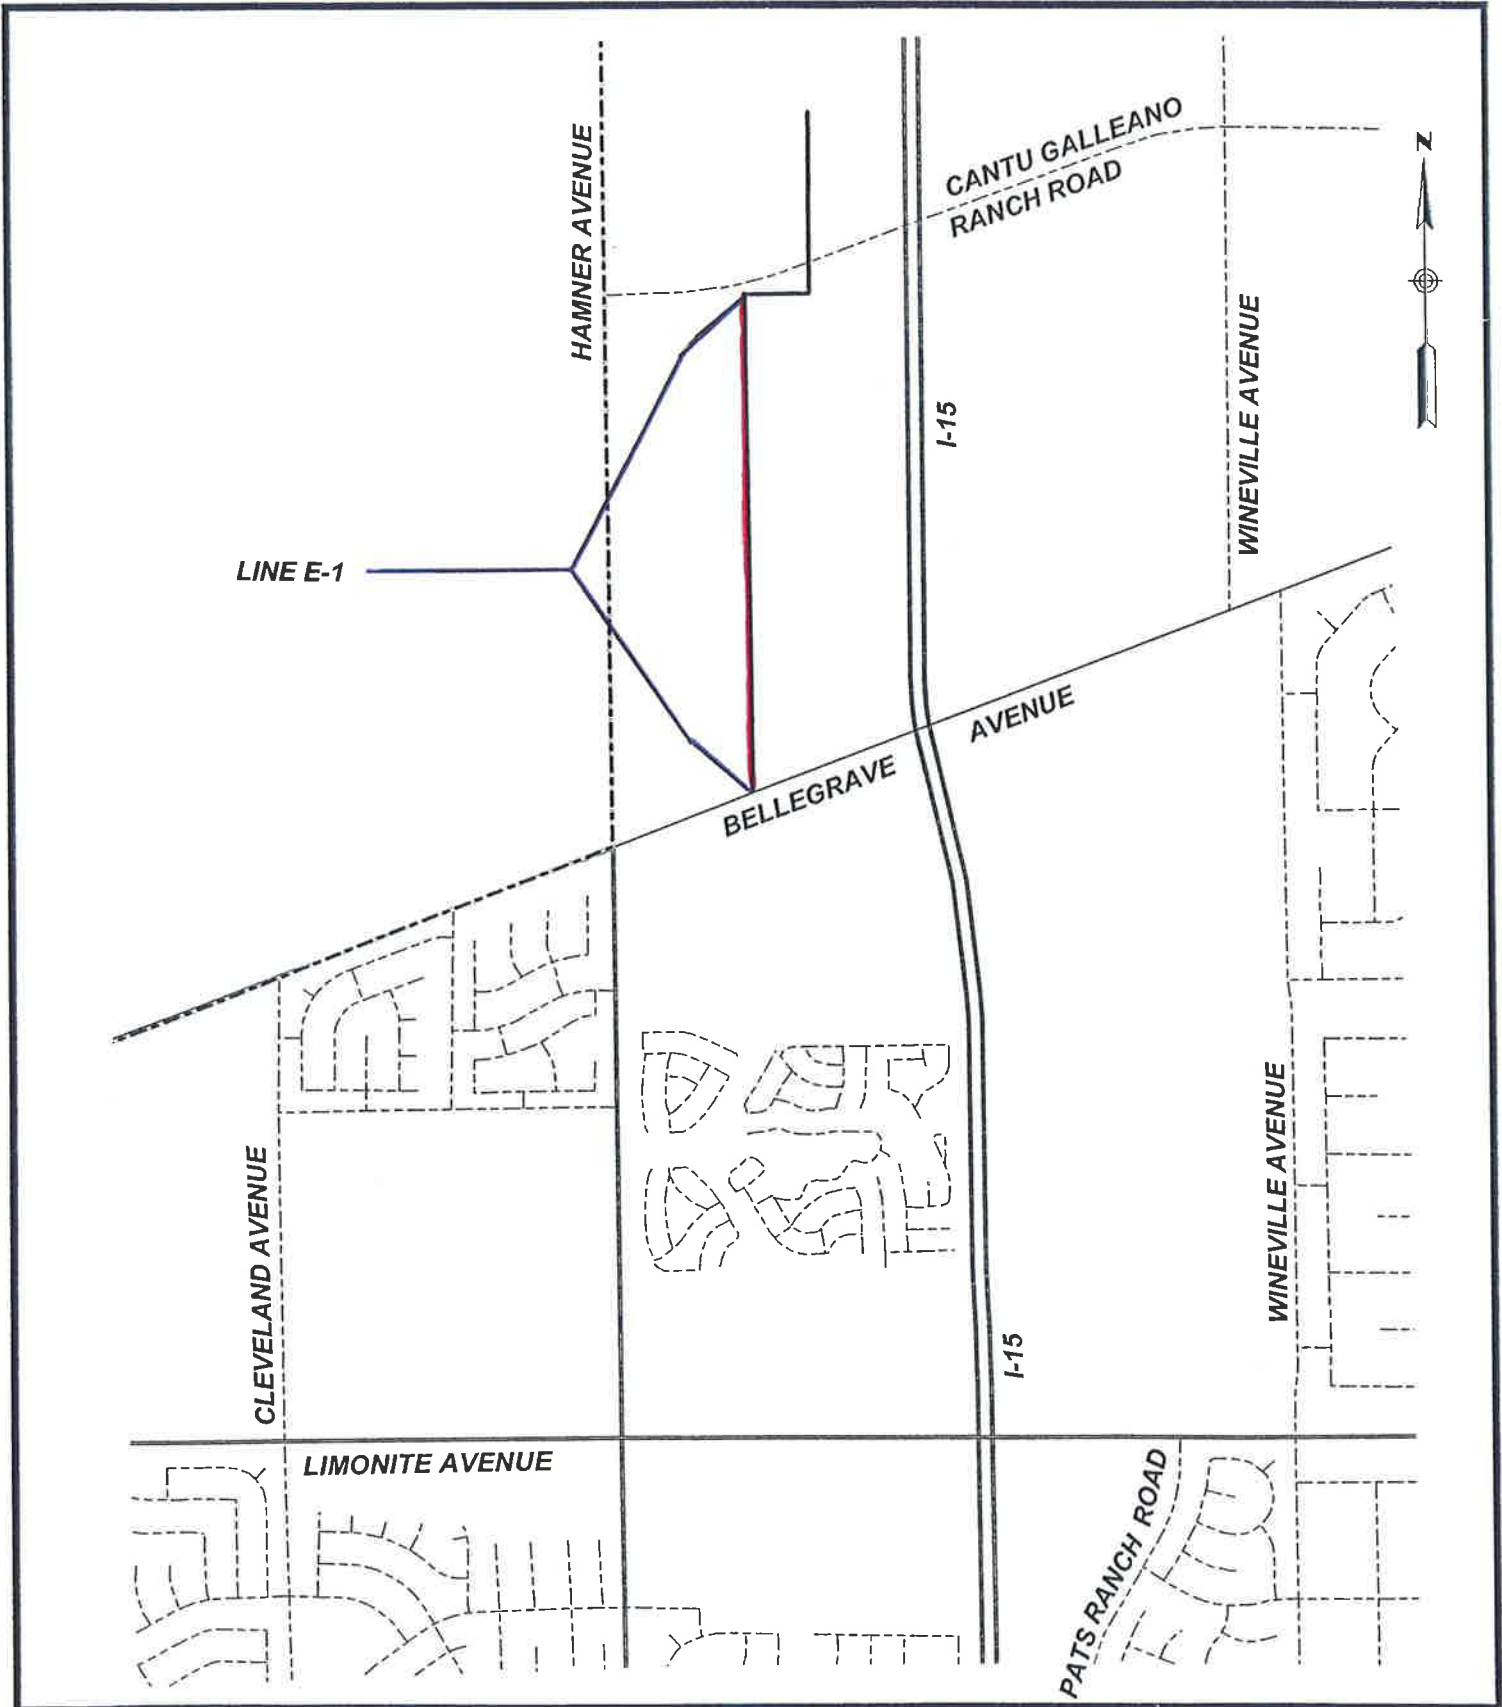 N
CANTU GALLEANO
RANCH ROAD
HAMNER AVENUE
WINEVILLE AVENUE
I-15
LINE E-1
AVENUE
BELLEGRAVE
CLEVELAND AVENUE
WINEVILLE AVENUE
I-15
LIMONITE AVENUE
PATS RANCH ROAD